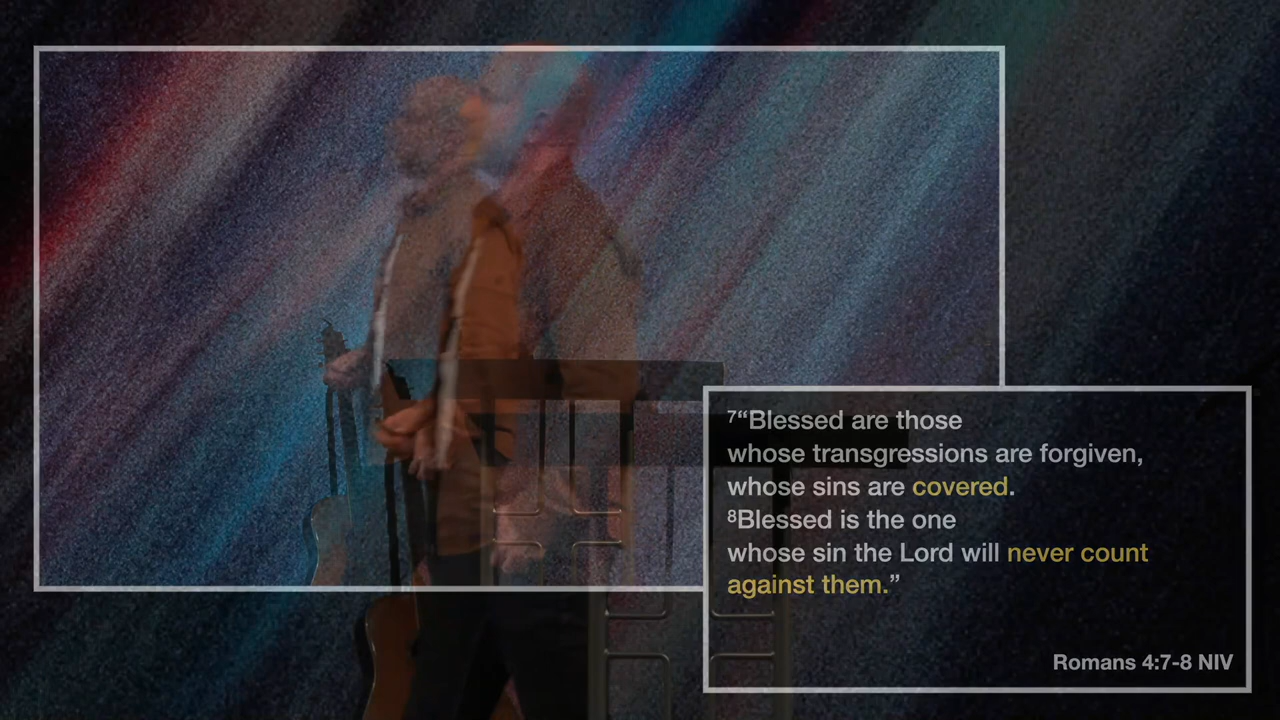 ⁷“Blessed are those
whose transgressions are forgiven,
whose sins are covered.
⁸Blessed is the one
whose sin the Lord will never count
against them.”
Romans 4:7-8 NIV